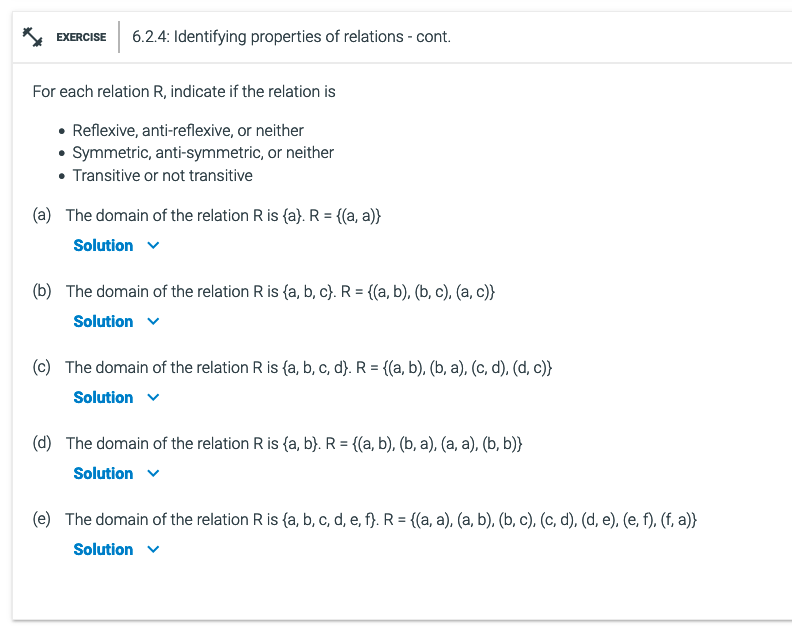 EXERCISE 6.2.4: Identifying properties of relations - cont.
For each relation R, indicate if the relation is
• Reflexive, anti-reflexive, or neither
• Symmetric, anti-symmetric, or neither
• Transitive or not transitive
(a) The domain of the relation R is {a}. R = {(a, a)}
Solution
(b) The domain of the relation R is {a, b, c}. R = {(a, b), (b, c), (a, c)}
Solution
(c) The domain of the relation R is {a, b, c, d}. R = {(a, b), (b, a), (c, d), (d, c)}
Solution
(d) The domain of the relation R is {a, b}. R = {(a, b), (b, a), (a, a), (b, b)}
Solution
(e) The domain of the relation R is {a, b, c, d, e, f}. R = {(a, a), (a, b), (b, c), (c, d), (d, e), (e, f), (f, a)}
Solution